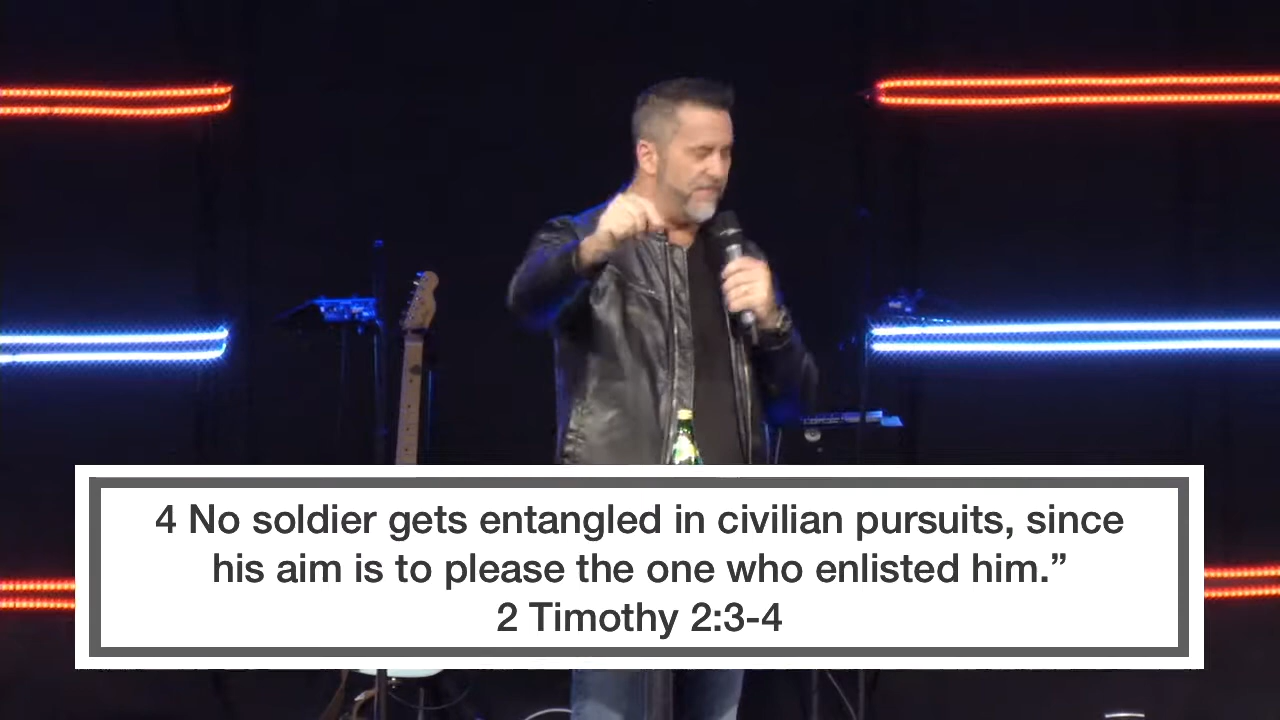 4 No soldier gets entangled in civilian pursuits, since
his aim is to please the one who enlisted him.”
2 Timothy 2:3-4